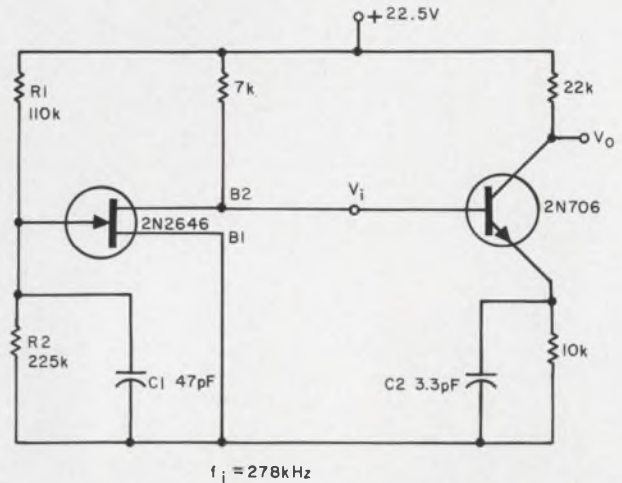 +22.5V
R1
110k
7k
22k
Vo
B2
Vi
2N2646
2N706
B1
R2
225k
C1 47pF
C2 3.3pF
10k
fi = 278kHz